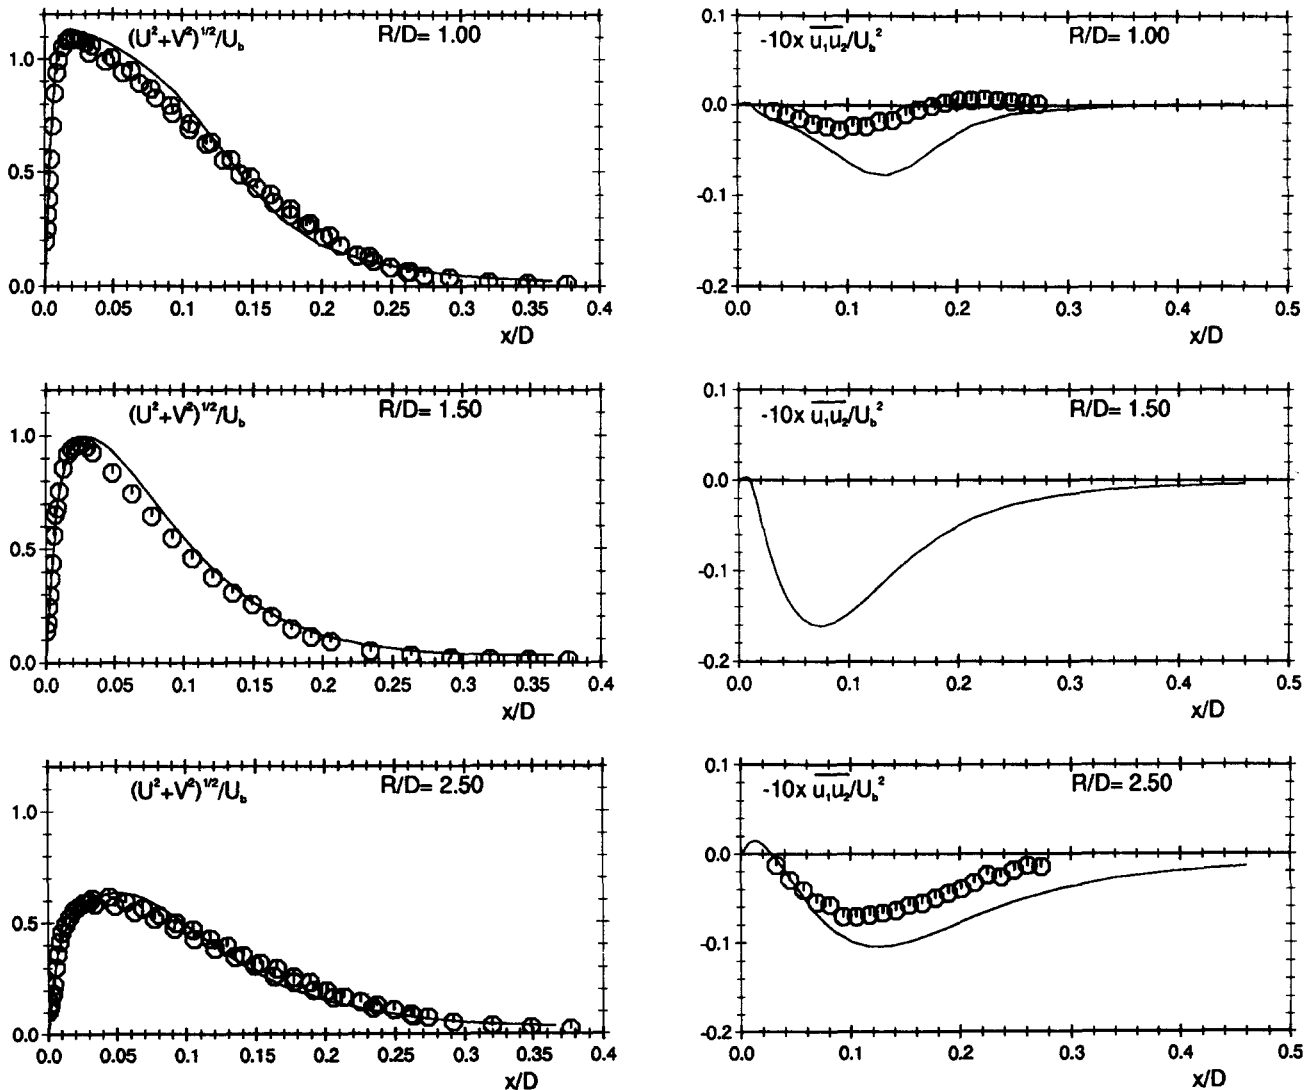 (U²+V²)¹/²/U_b R/D= 1.00
1.0
0.5
0.0
0.0 0.05 0.1 0.15 0.2 0.25 0.3 0.35 0.4
x/D
0.1
0.0
-0.1
-0.2
-10x u₁u₂/U_b² R/D= 1.00
0.0 0.1 0.2 0.3 0.4 0.5
x/D
(U²+V²)¹/²/U_b R/D= 1.50
1.0
0.5
0.0
0.0 0.05 0.1 0.15 0.2 0.25 0.3 0.35 0.4
x/D
0.1
0.0
-0.1
-0.2
-10x u₁u₂/U_b² R/D= 1.50
0.0 0.1 0.2 0.3 0.4 0.5
x/D
(U²+V²)¹/²/U_b R/D= 2.50
1.0
0.5
0.0
0.0 0.05 0.1 0.15 0.2 0.25 0.3 0.35 0.4
x/D
0.1
0.0
-0.1
-0.2
-10x u₁u₂/U_b² R/D= 2.50
0.0 0.1 0.2 0.3 0.4 0.5
x/D